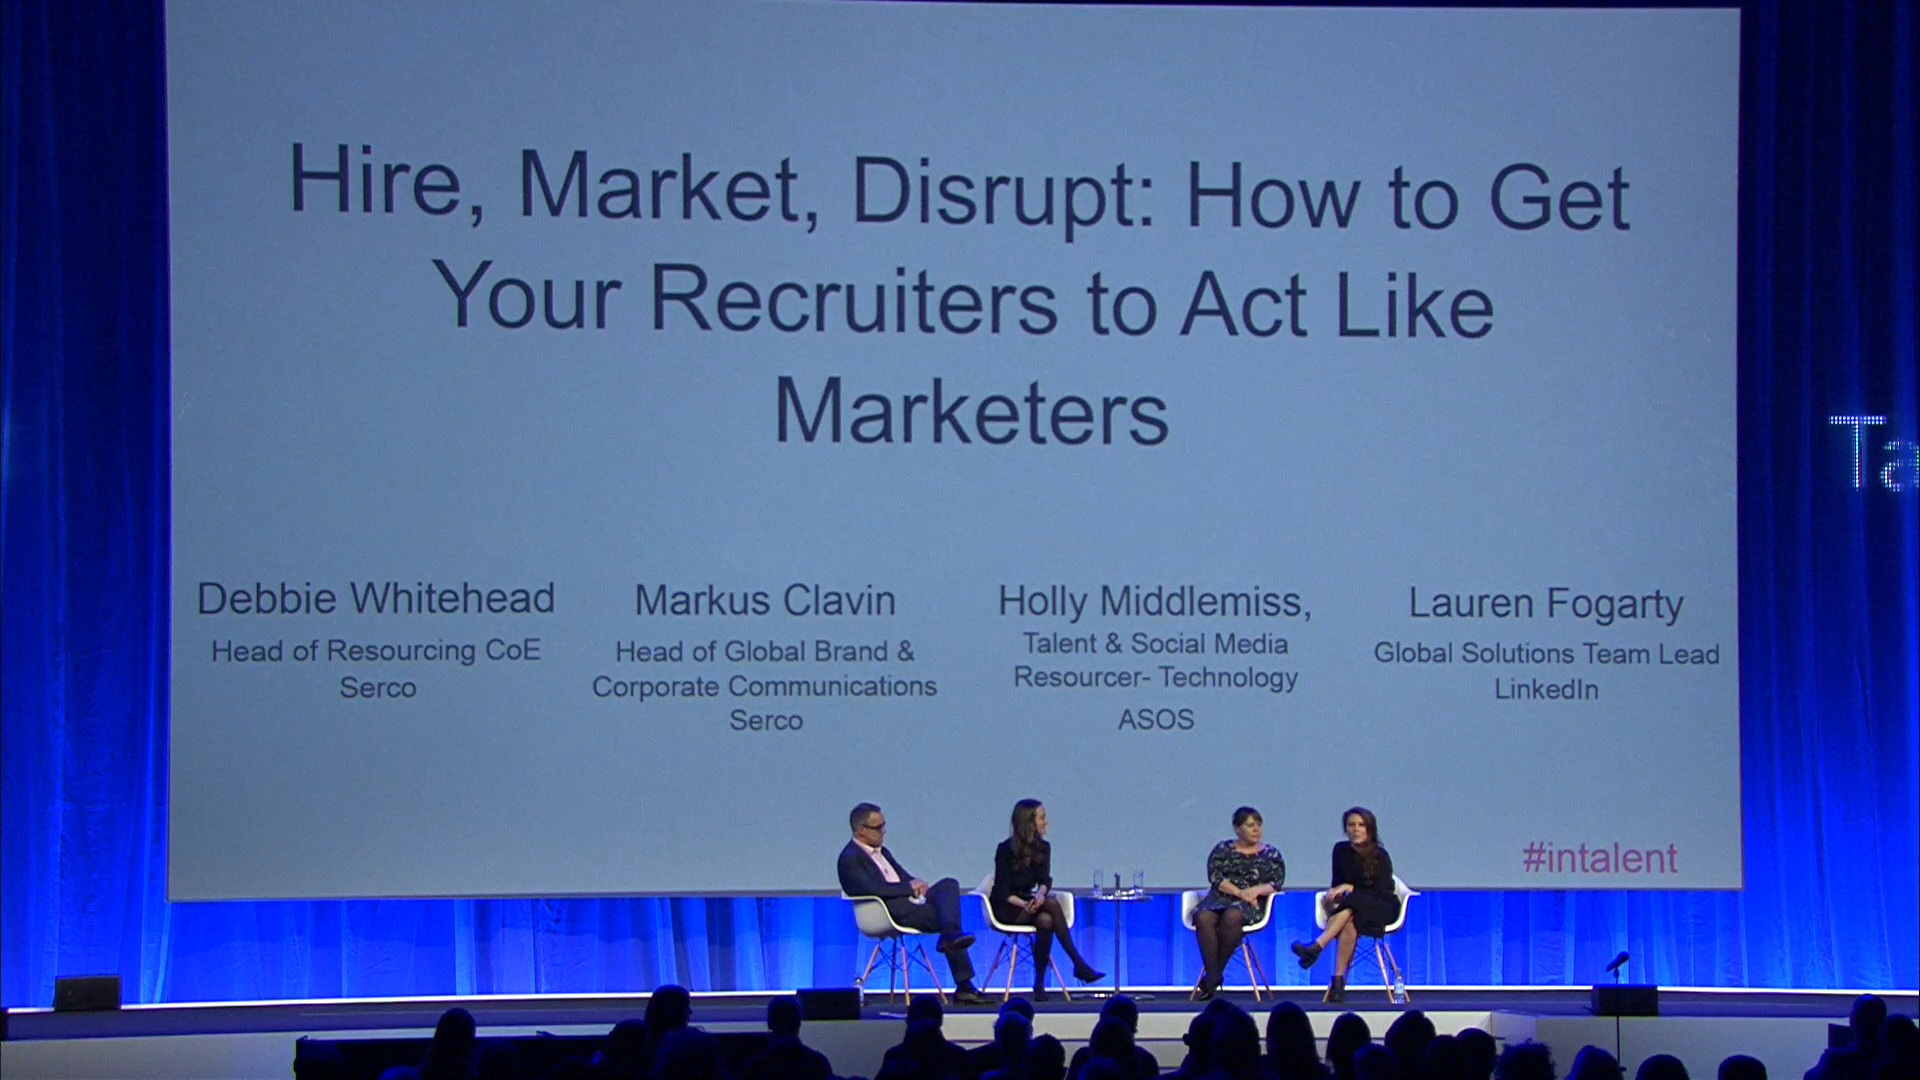 Hire, Market, Disrupt: How to Get
Your Recruiters to Act Like
Marketers
Debbie Whitehead
Head of Resourcing CoE
Serco
Markus Clavin
Head of Global Brand &
Corporate Communications
Serco
Holly Middlemiss,
Talent & Social Media
Resourcer- Technology
ASOS
Lauren Fogarty
Global Solutions Team Lead
LinkedIn
#intalent